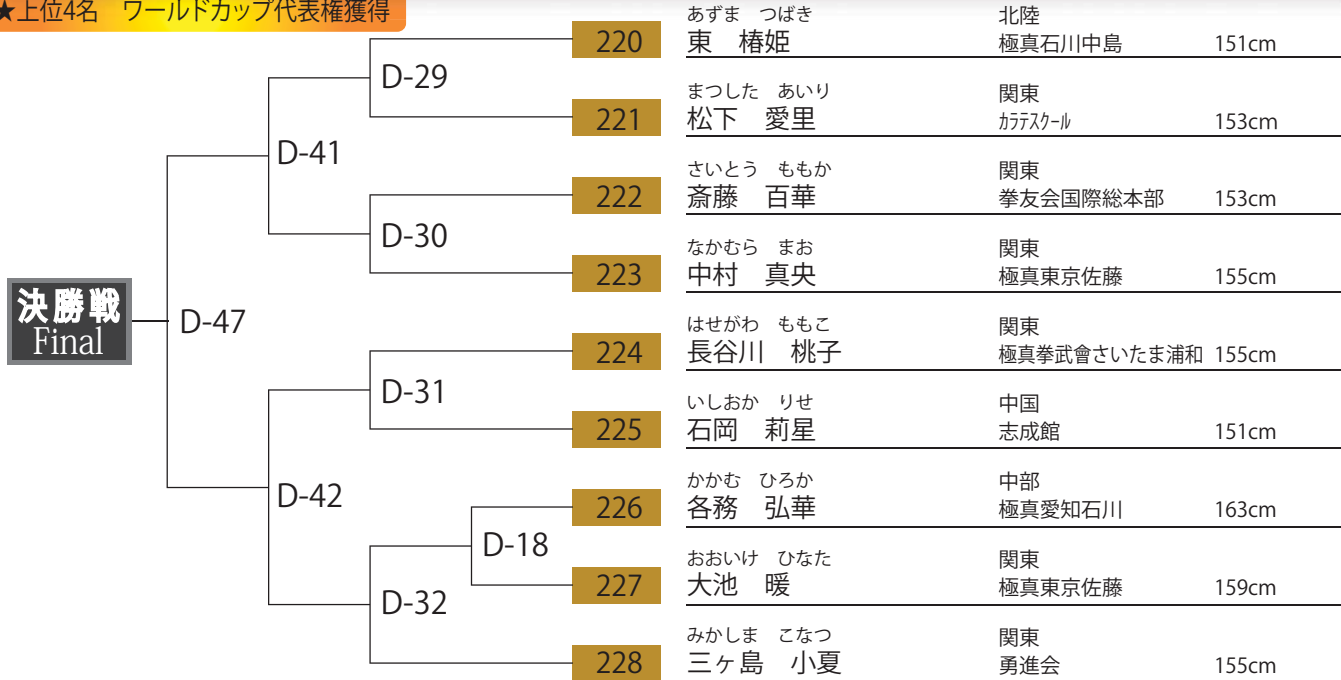 ★上位4名　ワールドカップ代表権獲得
決勝戦
Final
D-47
D-41
D-42
D-29
D-30
D-31
D-32
D-18
220
あずま　つばき
東　椿姫
北陸
極真石川中島
151cm
221
まつした　あいり
松下　愛里
関東
ｶﾗﾃｽｸｰﾙ
153cm
222
さいとう　ももか
斎藤　百華
関東
拳友会国際総本部
153cm
223
なかむら　まお
中村　真央
関東
極真東京佐藤
155cm
224
はせがわ　ももこ
長谷川　桃子
関東
極真拳武會さいたま浦和
155cm
225
いしおか　りせ
石岡　莉星
中国
志成館
151cm
226
かかむ　ひろか
各務　弘華
中部
極真愛知石川
163cm
227
おおいけ　ひなた
大池　暖
関東
極真東京佐藤
159cm
228
みかしま　こなつ
三ヶ島　小夏
関東
勇進会
155cm